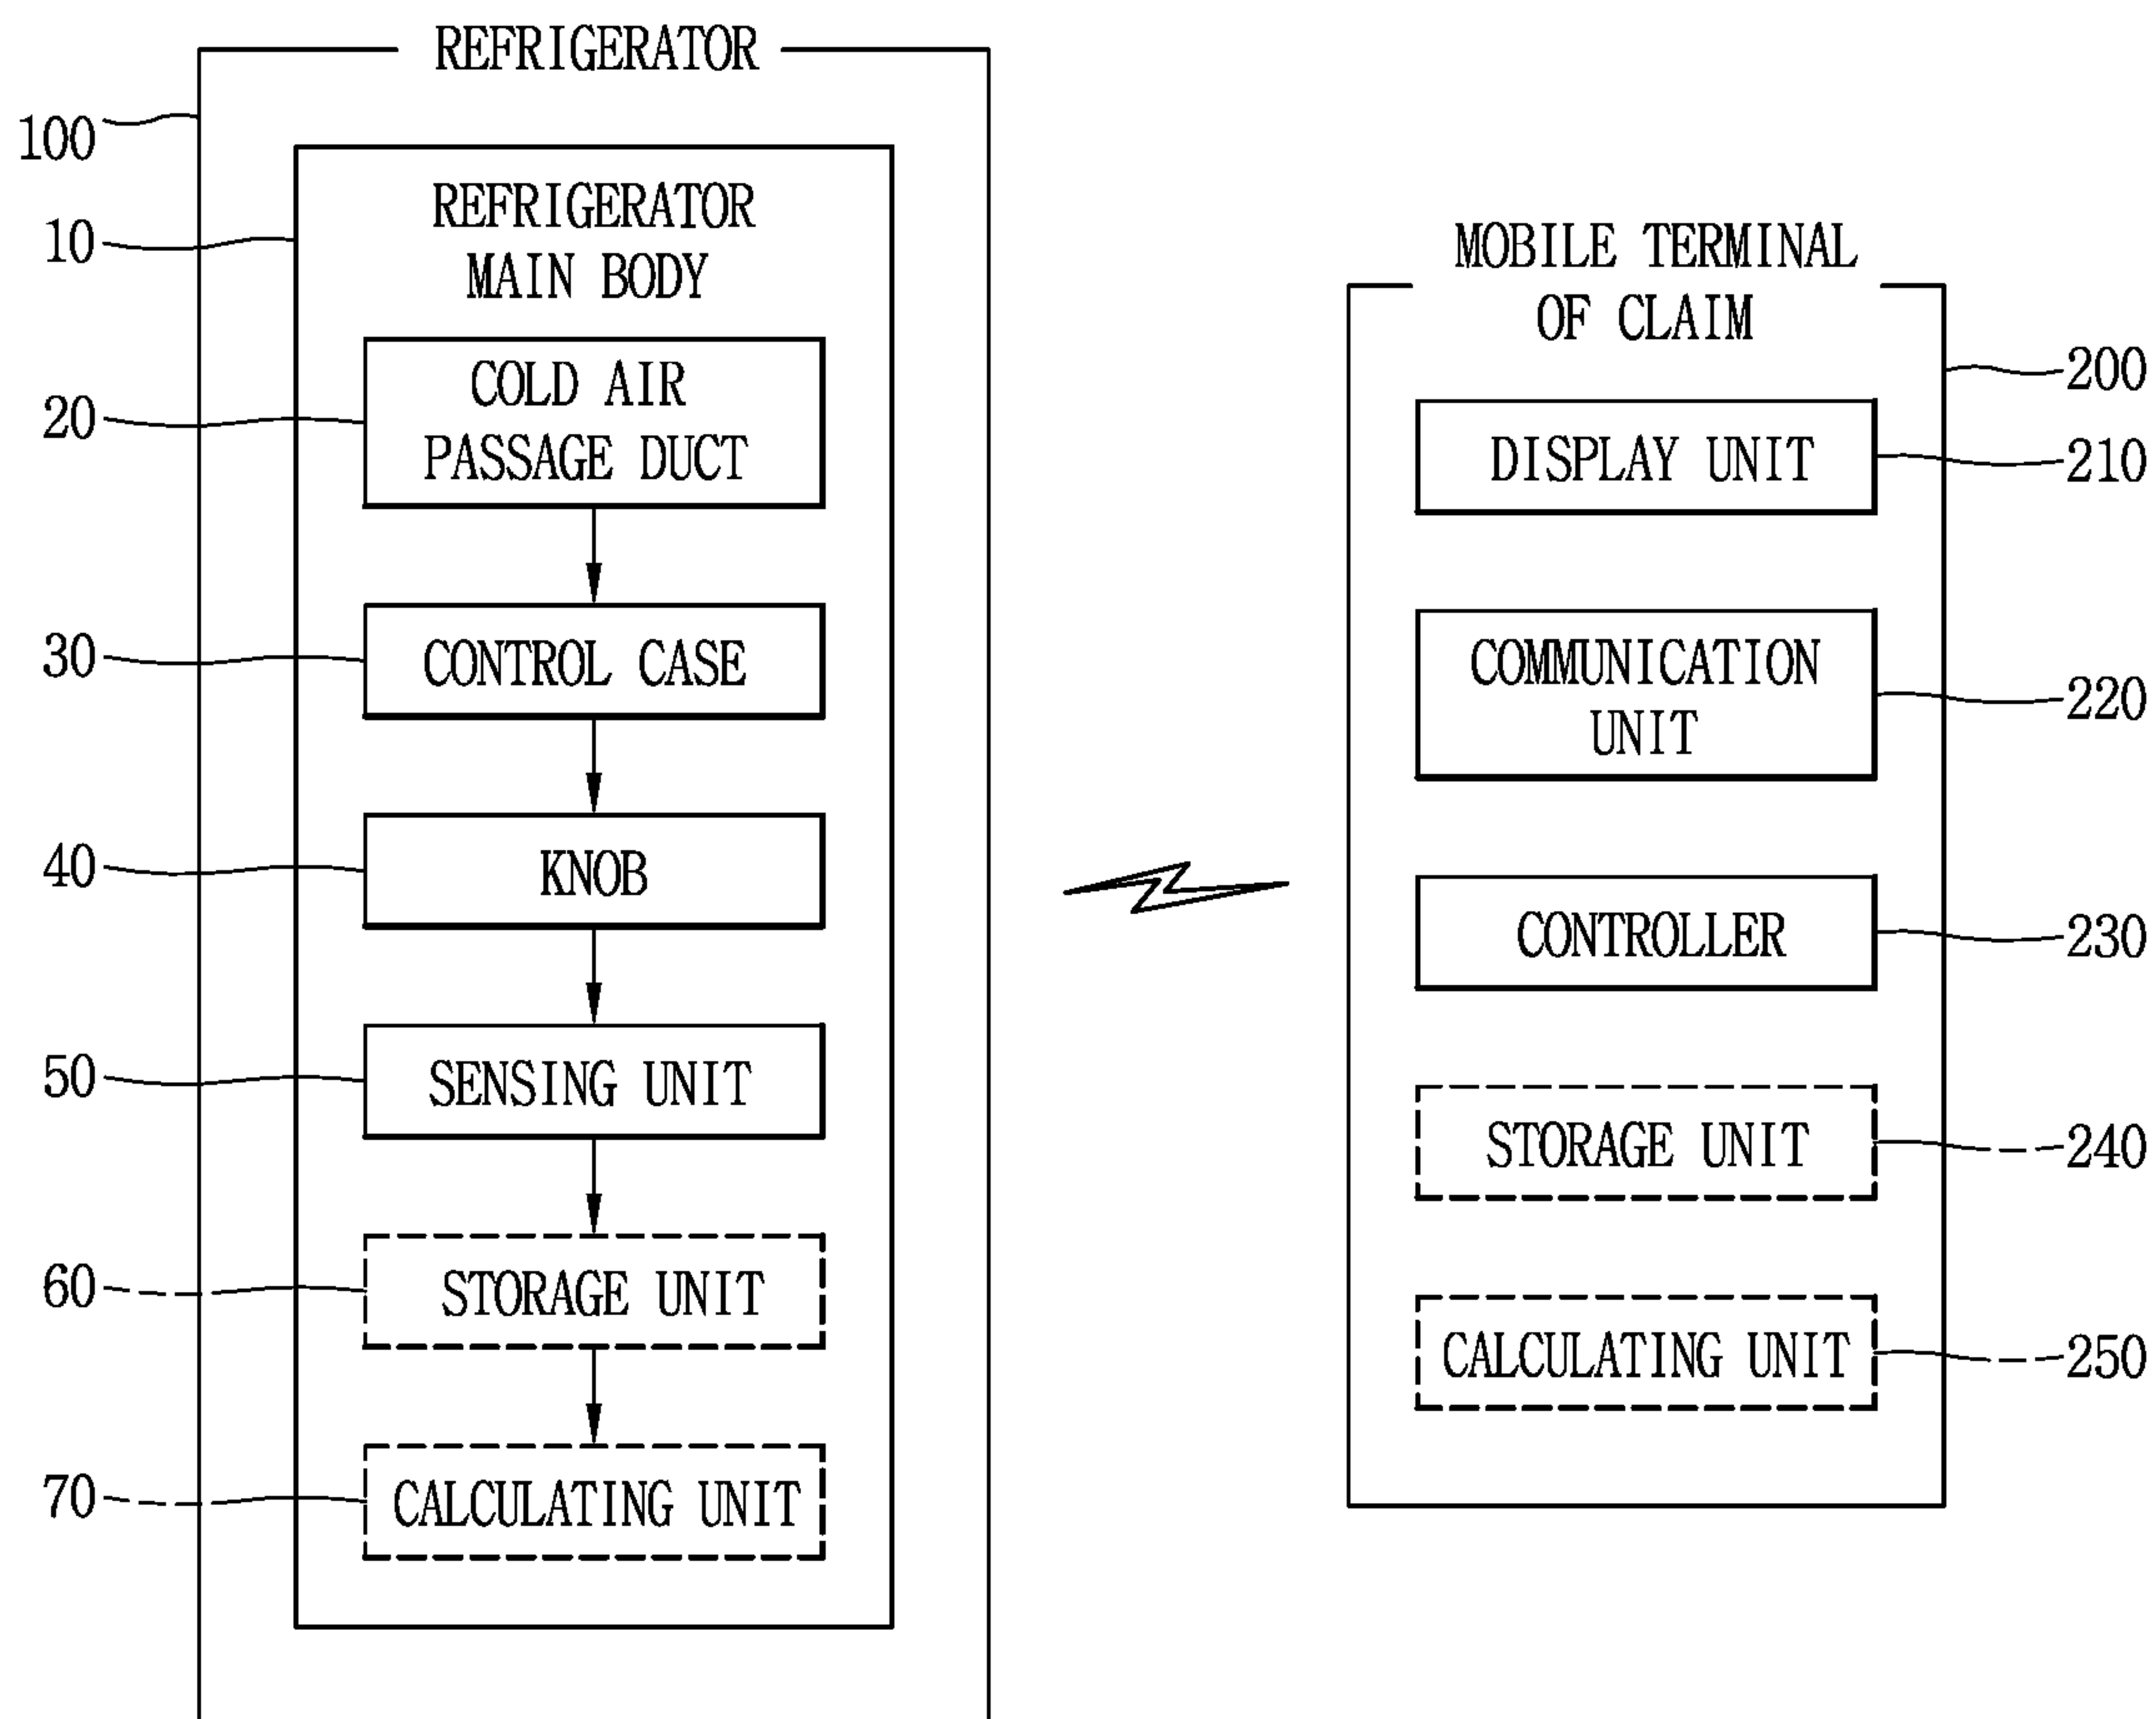 REFRIGERATOR
100
10
REFRIGERATOR
MAIN BODY
20
COLD AIR
PASSAGE DUCT
30
CONTROL CASE
40
KNOB
50
SENSING UNIT
60
STORAGE UNIT
70
CALCULATING UNIT
MOBILE TERMINAL
OF CLAIM
200
DISPLAY UNIT
210
COMMUNICATION
UNIT
220
CONTROLLER
230
STORAGE UNIT
240
CALCULATING UNIT
250